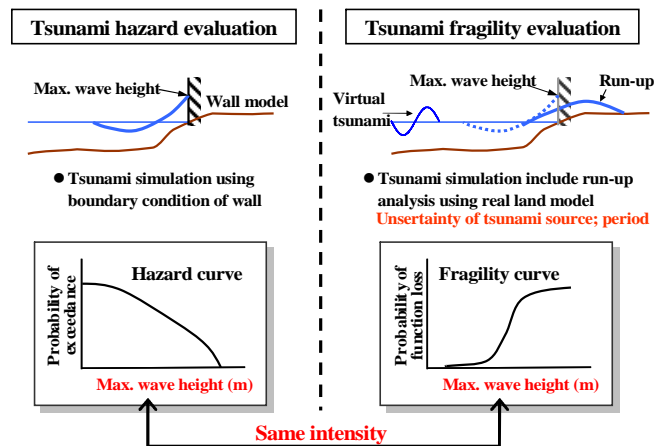 Tsunami hazard evaluation
Max. wave height
Wall model
● Tsunami simulation using
boundary condition of wall
Probability of
exceedance
Hazard curve
Max. wave height (m)
Tsunami fragility evaluation
Max. wave height
Run-up
Virtual
tsunami
● Tsunami simulation include run-up
analysis using real land model
Unsertainty of tsunami source; period
Probability of
function loss
Fragility curve
Max. wave height (m)
Same intensity